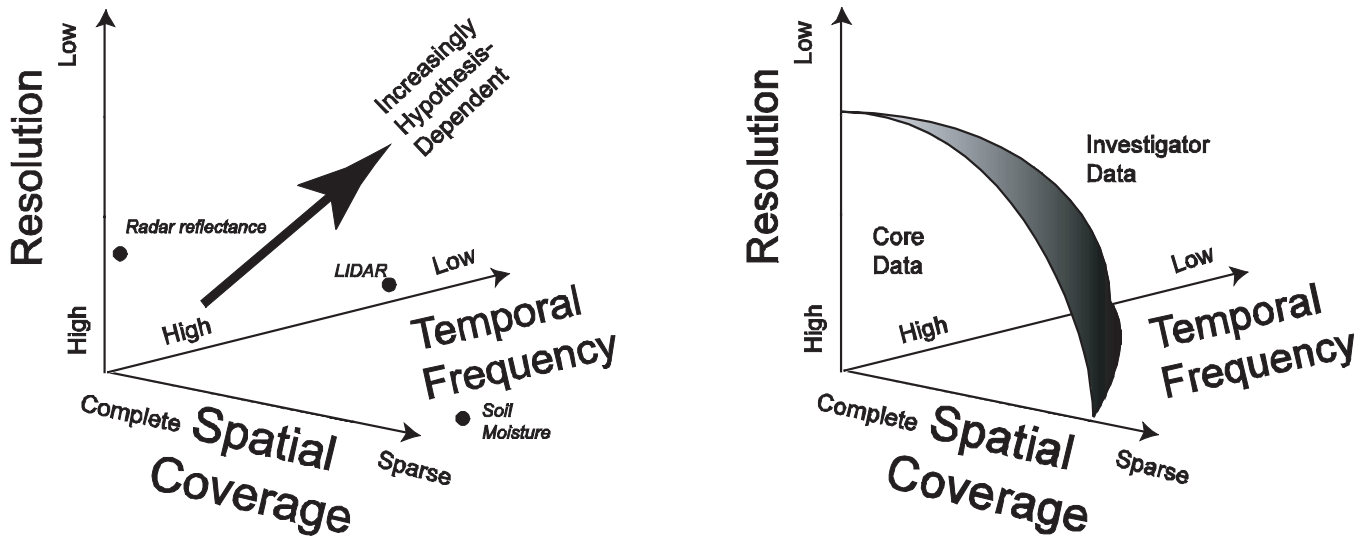 Resolution
Low
High
Increasingly
Hypothesis-
Dependent
Radar reflectance
LIDAR
Low
High
Temporal
Frequency
Soil
Moisture
Complete
Spatial
Coverage
Sparse
Resolution
Low
High
Investigator
Data
Core
Data
Low
High
Temporal
Frequency
Complete
Spatial
Coverage
Sparse